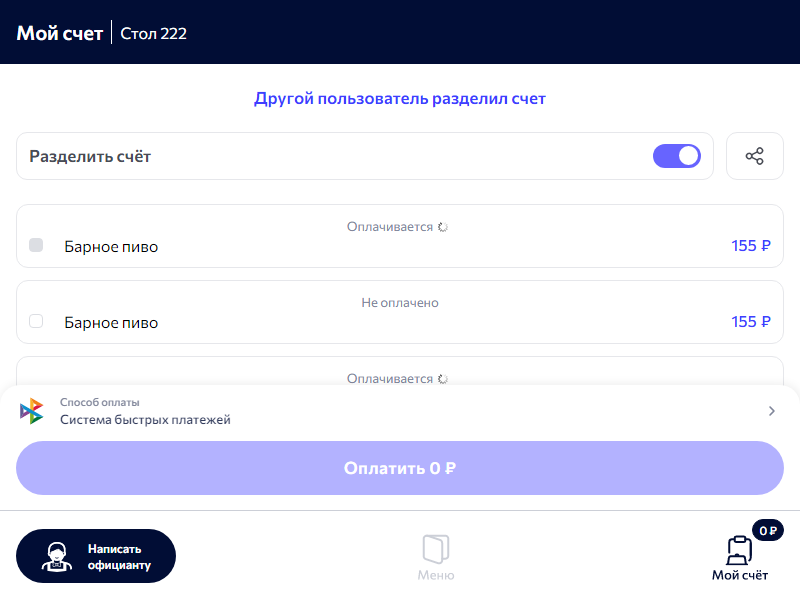 Мой счет
Стол 222
Другой пользователь разделил счет
Разделить счёт
Оплачивается
Барное пиво
155 ₽
Не оплачено
Барное пиво
155 ₽
Оплачивается
Способ оплаты
Система быстрых платежей
Оплатить 0 ₽
Написать
официанту
Меню
0 ₽
Мой счёт